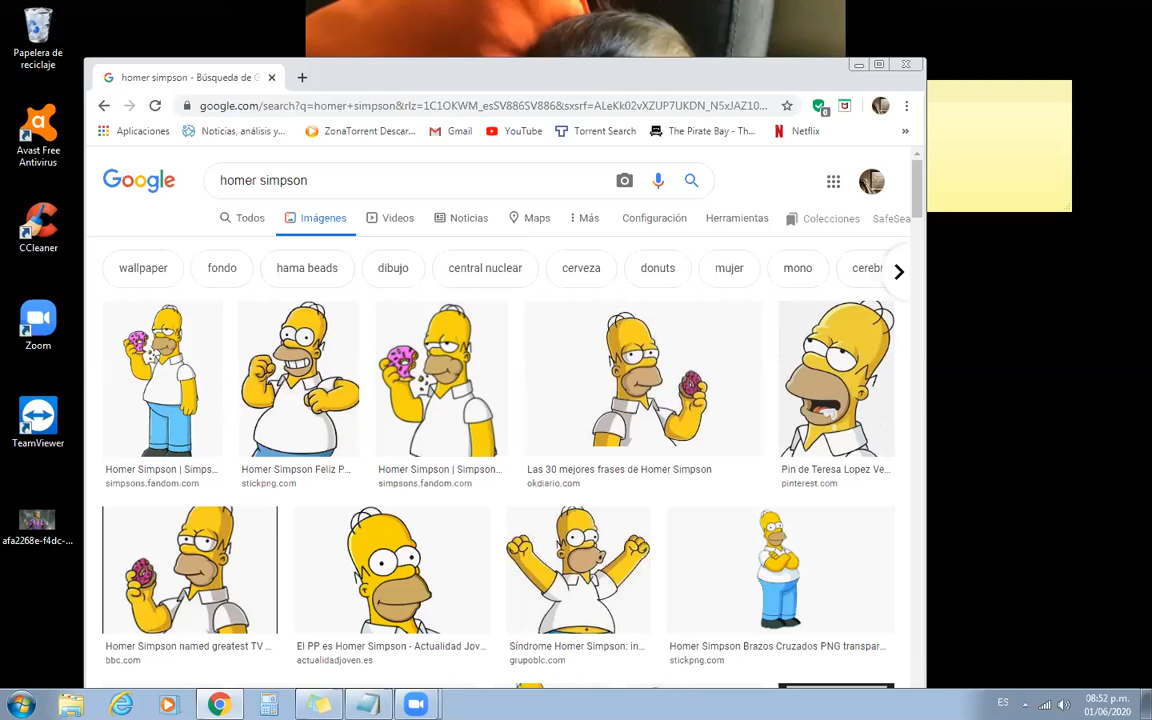 Papelera de
reciclaje
Avast Free
Antivirus
CCleaner
Zoom
TeamViewer
afa2268e-f4dc-...
homer simpson - Búsqueda de G
google.com/search?q=homer+simpson&rlz=1C1OKWM_esSV886SV886&sxsrf=ALeKk02vXZUP7UKDN_N5xJAZ10...
0
Aplicaciones
Noticias, análisis y...
ZonaTorrent Descar...
Gmail
YouTube
Torrent Search
The Pirate Bay - Th...
Netflix
Google
homer simpson
Todos
Imágenes
Videos
Noticias
Maps
Más
Configuración
Herramientas
Colecciones
SafeSea
wallpaper
fondo
hama beads
dibujo
central nuclear
cerveza
donuts
mujer
mono
cerebr
Homer Simpson | Simps...
simpsons.fandom.com
Homer Simpson Feliz P...
stickpng.com
Homer Simpson | Simpson...
simpsons.fandom.com
Las 30 mejores frases de Homer Simpson
okdiario.com
Pin de Teresa Lopez Ve...
pinterest.com
Homer Simpson named greatest TV ...
bbc.com
El PP es Homer Simpson - Actualidad Jov...
actualidadjoven.es
Síndrome Homer Simpson: in...
grupoblc.com
Homer Simpson Brazos Cruzados PNG transpar...
stickpng.com
ES
08:52 p.m.
01/06/2020